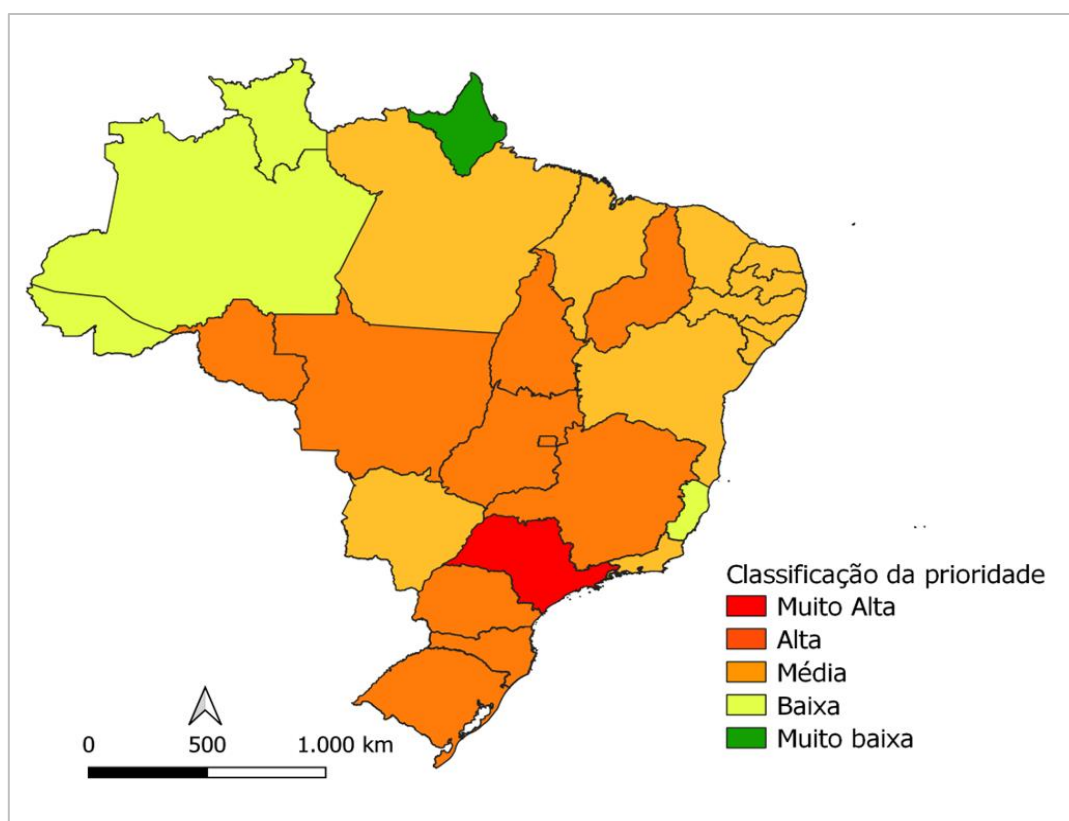 Classificação da prioridade
Muito Alta
Alta
Média
Baixa
Muito baixa
0 500 1.000 km